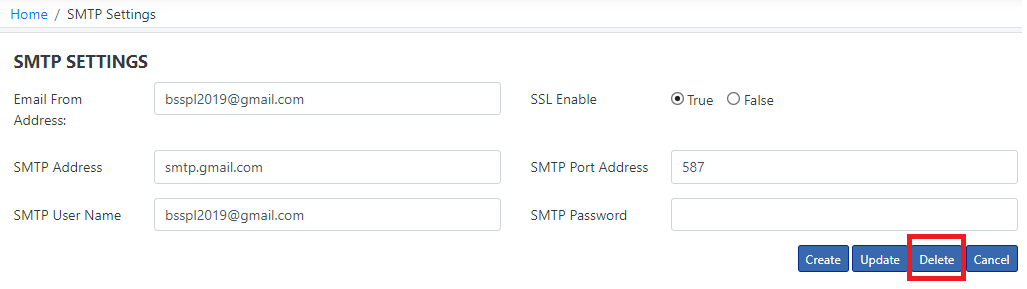 Home / SMTP Settings
SMTP SETTINGS
Email From Address:
bsspl2019@gmail.com
SSL Enable
True
False
SMTP Address
smtp.gmail.com
SMTP Port Address
587
SMTP User Name
bsspl2019@gmail.com
SMTP Password
Create
Update
Delete
Cancel